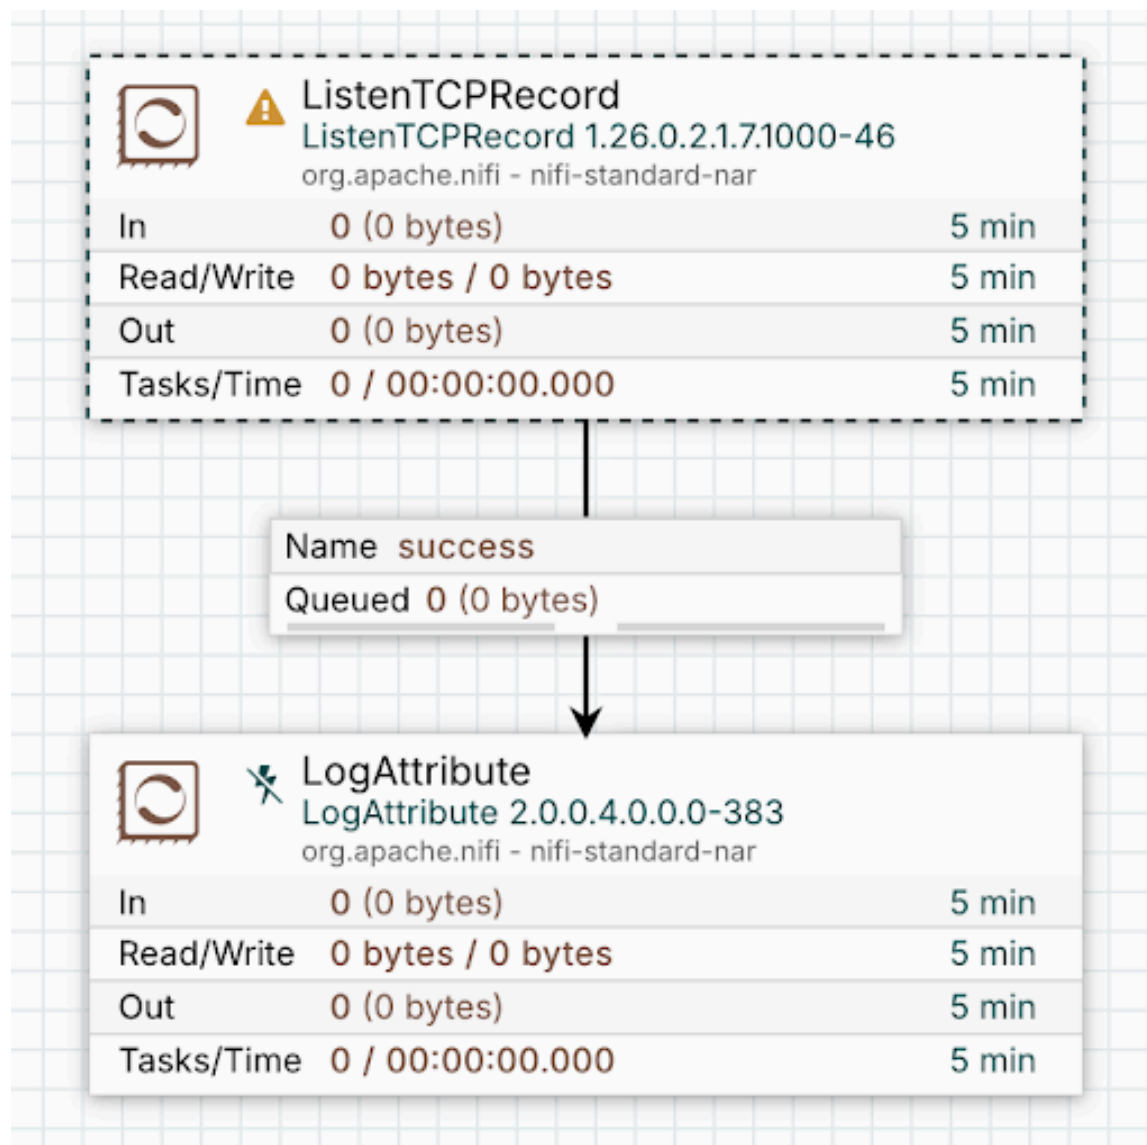 ListenTCPRecord
ListenTCPRecord 1.26.0.2.1.7.1000-46
org.apache.nifi - nifi-standard-nar
In 0 (0 bytes) 5 min
Read/Write 0 bytes / 0 bytes 5 min
Out 0 (0 bytes) 5 min
Tasks/Time 0 / 00:00:00.000 5 min
Name success
Queued 0 (0 bytes)
LogAttribute
LogAttribute 2.0.0.4.0.0.0-383
org.apache.nifi - nifi-standard-nar
In 0 (0 bytes) 5 min
Read/Write 0 bytes / 0 bytes 5 min
Out 0 (0 bytes) 5 min
Tasks/Time 0 / 00:00:00.000 5 min